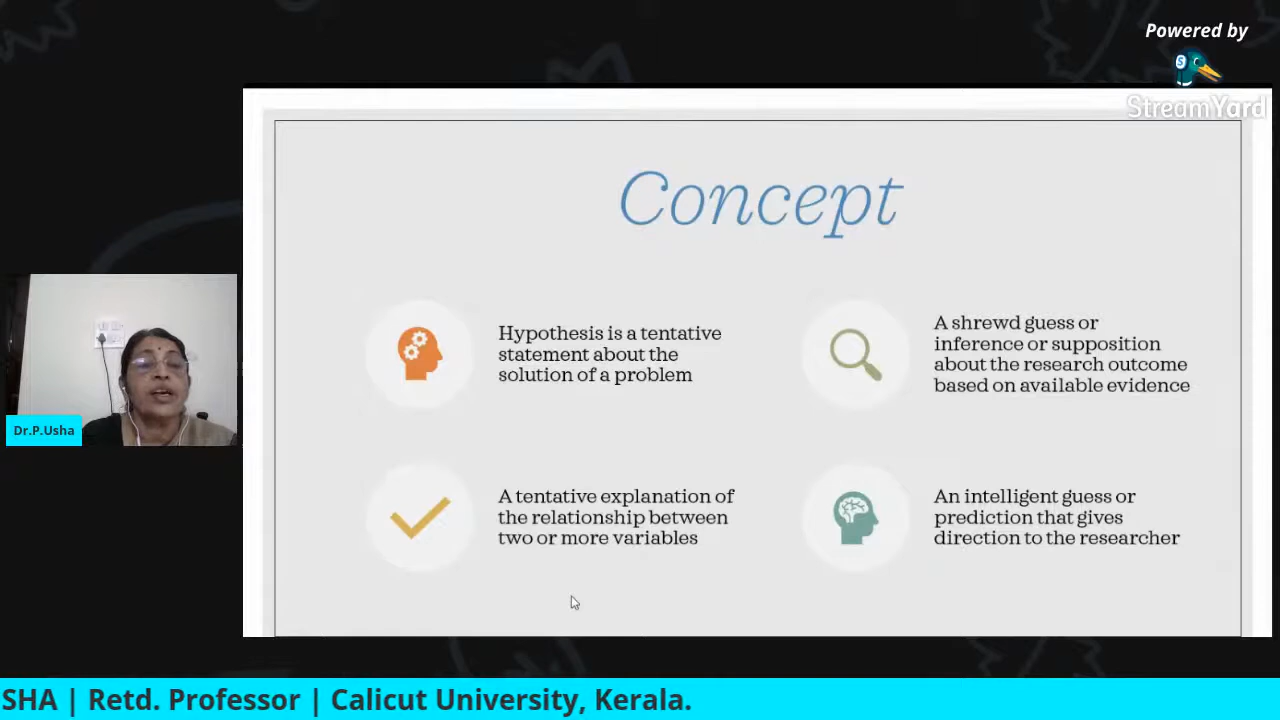 Powered by
StreamYard
Concept
Hypothesis is a tentative
statement about the
solution of a problem
A shrewd guess or
inference or supposition
about the research outcome
based on available evidence
A tentative explanation of
the relationship between
two or more variables
An intelligent guess or
prediction that gives
direction to the researcher
Dr.P.Usha
SHA | Retd. Professor | Calicut University, Kerala.